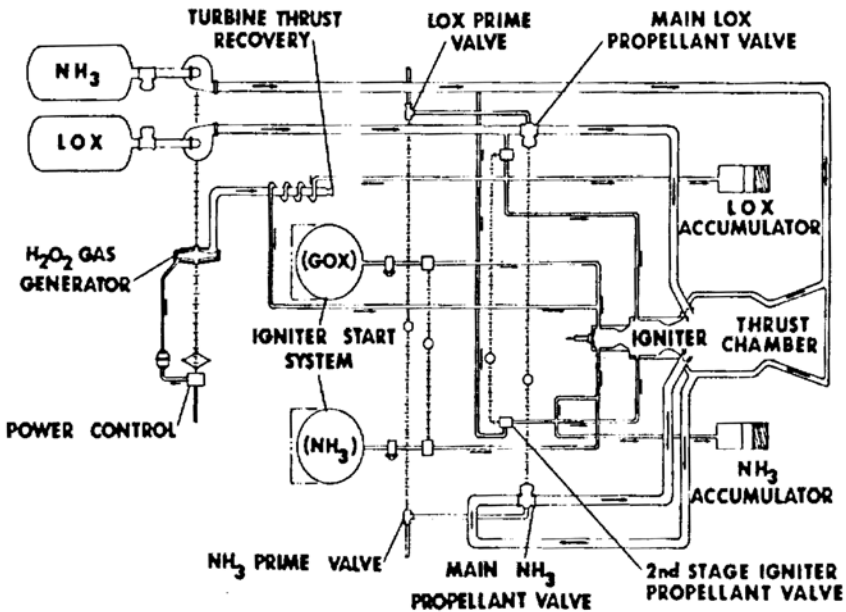 TURBINE THRUST
RECOVERY
LOX PRIME
VALVE
MAIN LOX
PROPELLANT VALVE
NH₃
LOX
LOX
ACCUMULATOR
H₂O₂ GAS
GENERATOR
(GOX)
IGNITER START
SYSTEM
IGNITER
THRUST
CHAMBER
POWER CONTROL
(NH₃)
NH₃
ACCUMULATOR
NH₃ PRIME VALVE
MAIN NH₃
PROPELLANT VALVE
2nd STAGE IGNITER
PROPELLANT VALVE